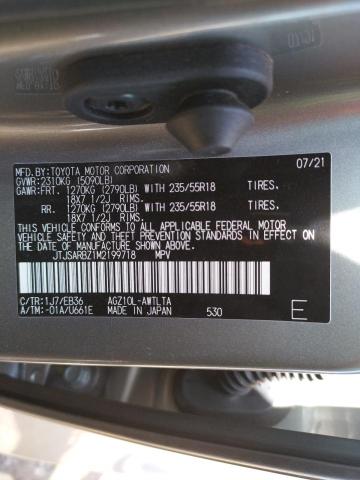 MFD.BY:TOYOTA MOTOR CORPORATION 07/21
GVWR:2310KG (5090LB)
GAWR:FRT. 1270KG (2790LB) WITH 235/55R18 TIRES.
18X7 1/2J RIMS.
RR. 1270KG (2790LB) WITH 235/55R18 TIRES.
18X7 1/2J RIMS.
THIS VEHICLE CONFORMS TO ALL APPLICABLE FEDERAL MOTOR
VEHICLE SAFETY AND THEFT PREVENTION STANDARDS IN EFFECT
ON THE DATE OF MANUFACTURE SHOWN ABOVE.
JTJSARBZ1M2199718 MPV
C/TR:1J7/EB36 AGZ10L-AWTLTA
A/TM:-01A/U661E MADE IN JAPAN 530 E